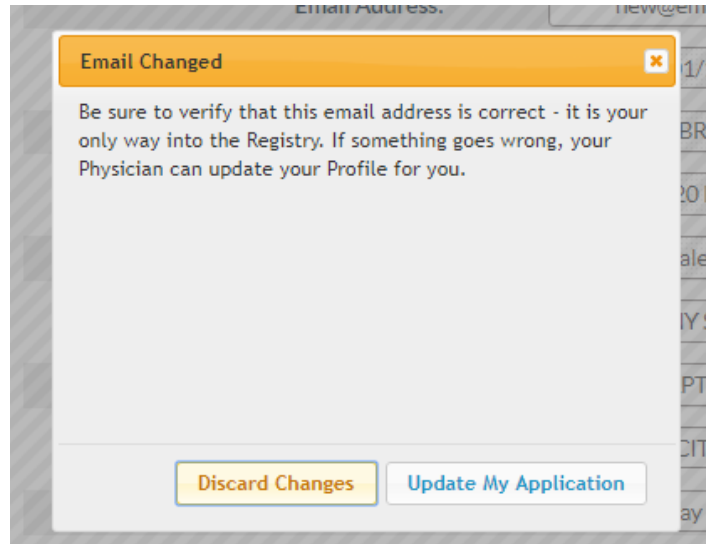 Email Address:
Email Changed
Be sure to verify that this email address is correct - it is your
only way into the Registry. If something goes wrong, your
Physician can update your Profile for you.
Discard Changes
Update My Application